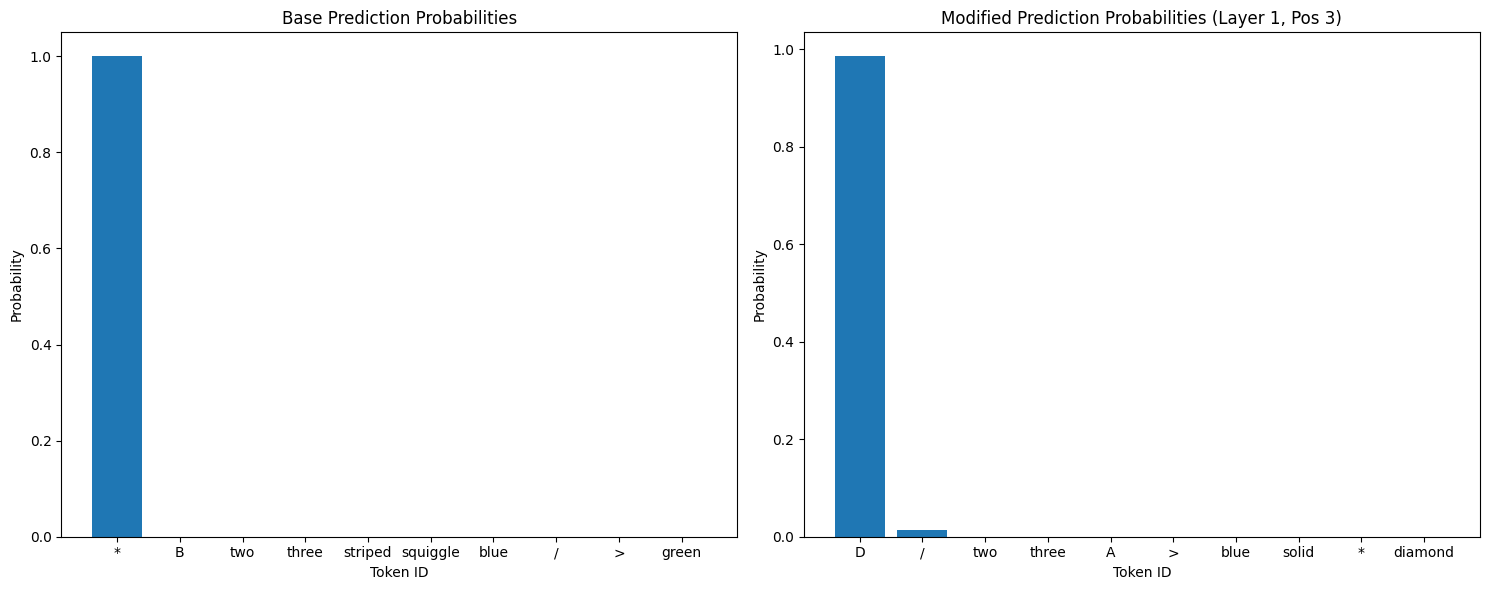 Base Prediction Probabilities
Probability
1.0
0.8
0.6
0.4
0.2
0.0
* B two three striped squiggle blue / > green
Token ID
Modified Prediction Probabilities (Layer 1, Pos 3)
Probability
1.0
0.8
0.6
0.4
0.2
0.0
D / two three A > blue solid * diamond
Token ID